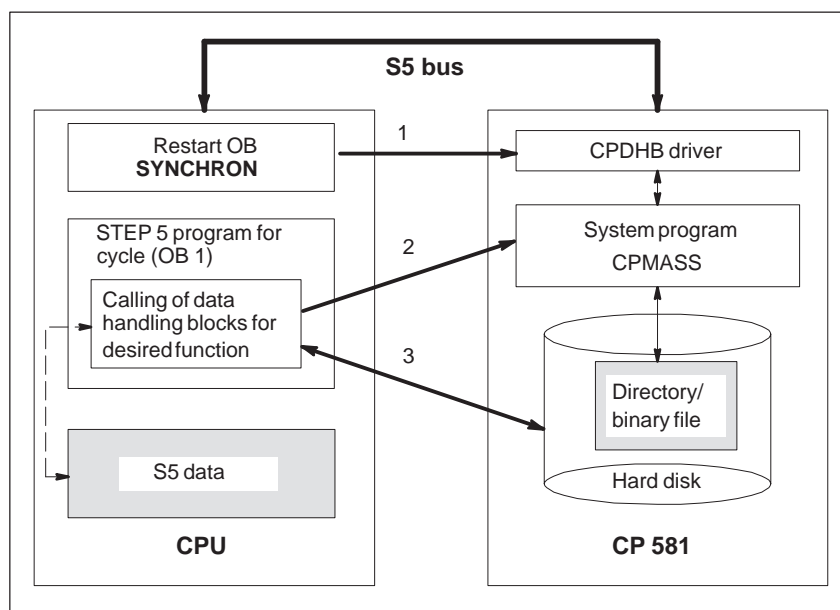 S5 bus
Restart OB
SYNCHRON
1
CPDHB driver
STEP 5 program for
cycle (OB 1)
2
System program
CPMASS
Calling of data
handling blocks for
desired function
3
Directory/
binary file
S5 data
Hard disk
CPU
CP 581